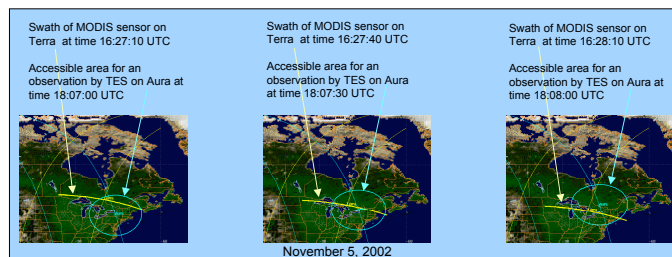 Swath of MODIS sensor on
Terra at time 16:27:10 UTC
Accessible area for an
observation by TES on Aura at
time 18:07:00 UTC
Swath of MODIS sensor on
Terra at time 16:27:40 UTC
Accessible area for an
observation by TES on Aura
at time 18:07:30 UTC
Swath of MODIS sensor on
Terra at time 16:28:10 UTC
Accessible area for an
observation by TES on Aura at
time 18:08:00 UTC
November 5, 2002